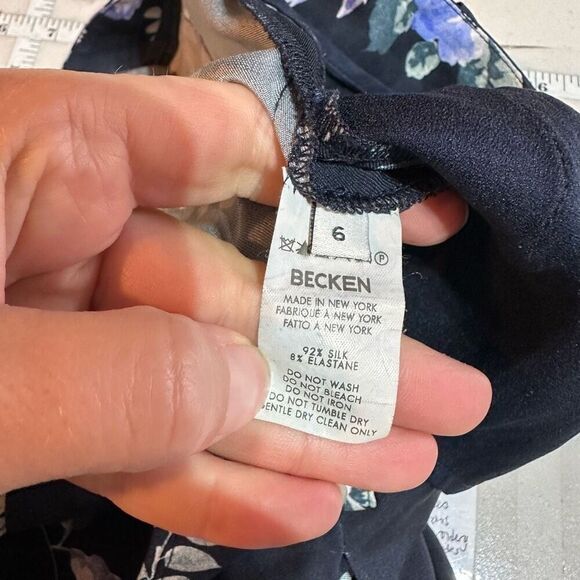 6
P
BECKEN
MADE IN NEW YORK
FABRIQUÉ À NEW YORK
FATTO A NEW YORK
92% SILK
8% ELASTANE
DO NOT WASH
DO NOT BLEACH
DO NOT IRON
DO NOT TUMBLE DRY
GENTLE DRY CLEAN ONLY